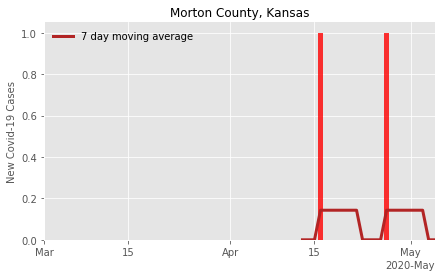 Morton County, Kansas
7 day moving average
New Covid-19 Cases
1.0
0.8
0.6
0.4
0.2
0.0
Mar 15 Apr 15 May
2020-May